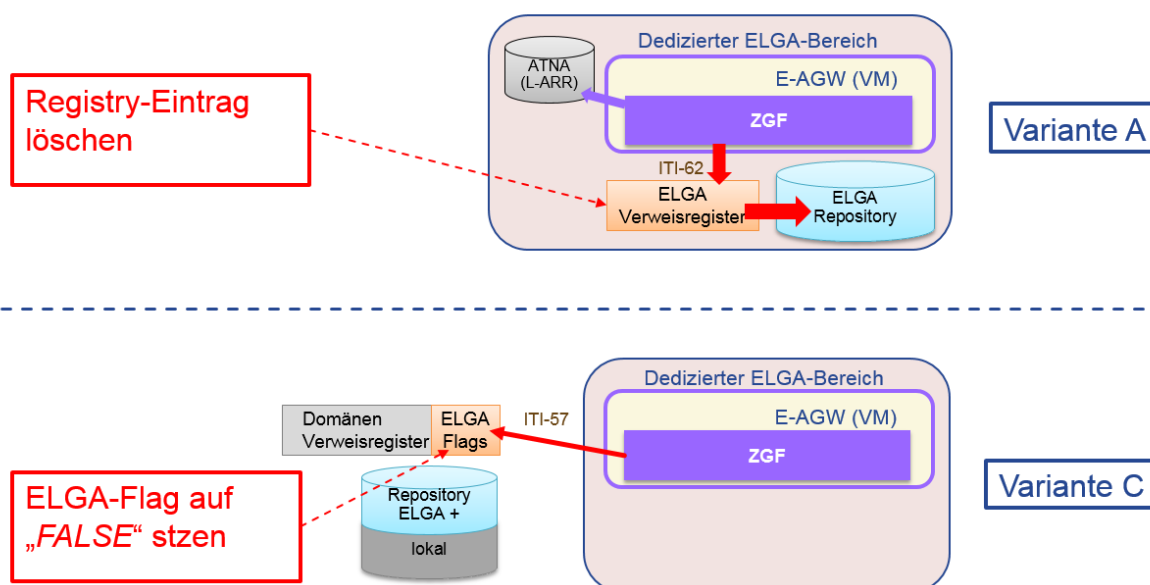 Dedizierter ELGA-Bereich
ATNA
(L-ARR)
E-AGW (VM)
ZGF
Registry-Eintrag
löschen
Variante A
ITI-62
ELGA
Verweisregister
ELGA
Repository
Dedizierter ELGA-Bereich
E-AGW (VM)
ZGF
Domänen
Verweisregister
ELGA
Flags
ITI-57
Variante C
ELGA-Flag auf
„FALSE“ stzen
Repository
ELGA +
lokal